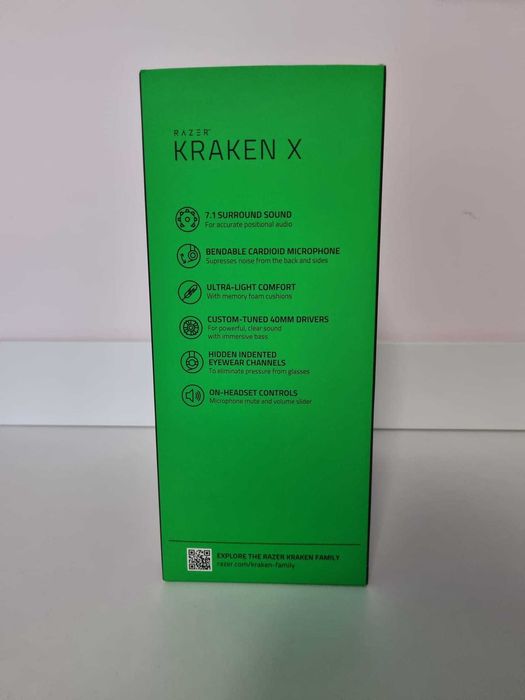 RAZER™
KRAKEN X
7.1 SURROUND SOUND
For accurate positional audio
BENDABLE CARDIOID MICROPHONE
Supresses noise from the back and sides
ULTRA-LIGHT COMFORT
With memory foam cushions
CUSTOM-TUNED 40MM DRIVERS
For powerful, clear sound
with immersive bass
HIDDEN INDENTED
EYEWEAR CHANNELS
To eliminate pressure from glasses
ON-HEADSET CONTROLS
Microphone mute and volume slider
EXPLORE THE RAZER KRAKEN FAMILY
razer.com/kraken-family